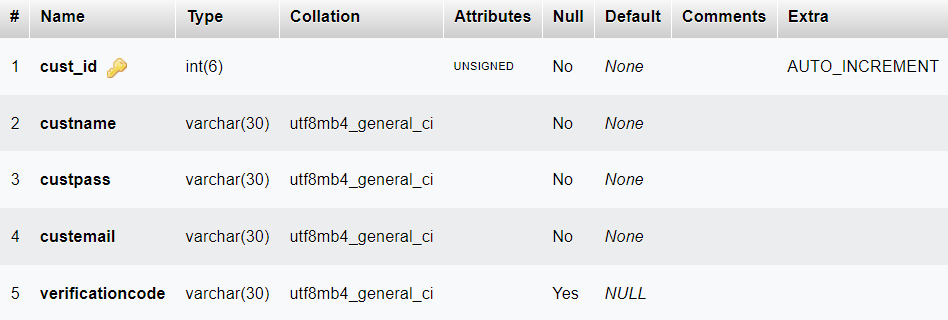 # Name Type Collation Attributes Null Default Comments Extra
1 cust_id int(6) UNSIGNED No None AUTO_INCREMENT
2 custname varchar(30) utf8mb4_general_ci No None
3 custpass varchar(30) utf8mb4_general_ci No None
4 custemail varchar(30) utf8mb4_general_ci No None
5 verificationcode varchar(30) utf8mb4_general_ci Yes NULL